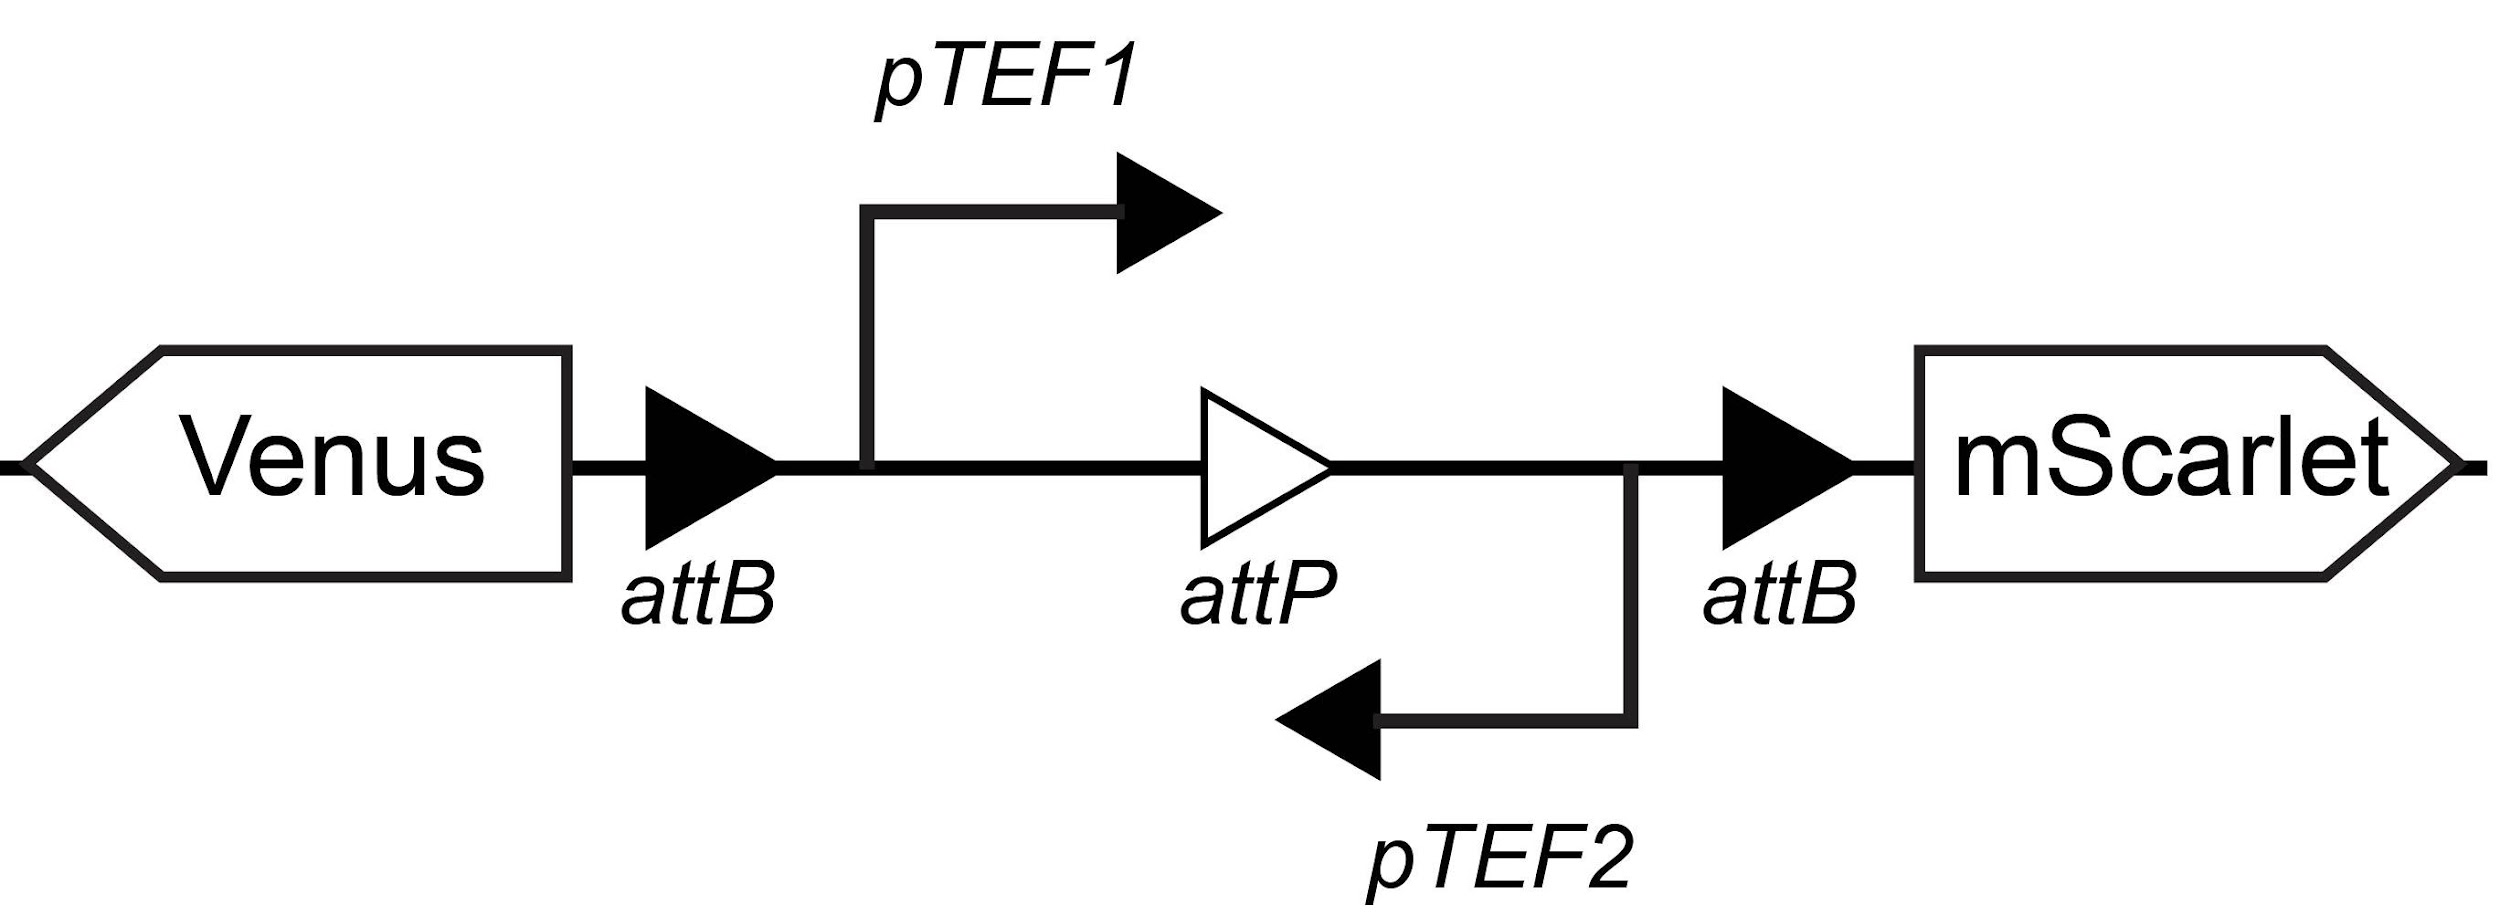 pTEF1
Venus
mScarlet
attB
attP
attB
pTEF2